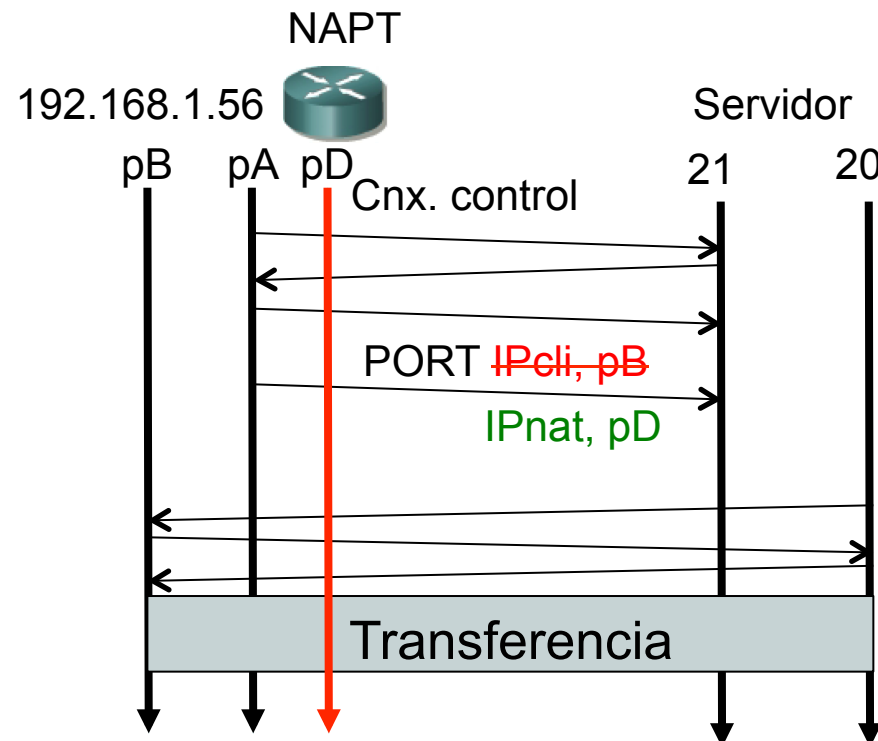 NAPT
192.168.1.56
Servidor
pB pA pD
21
20
Cnx. control
PORT IPcli, pB
IPnat, pD
Transferencia